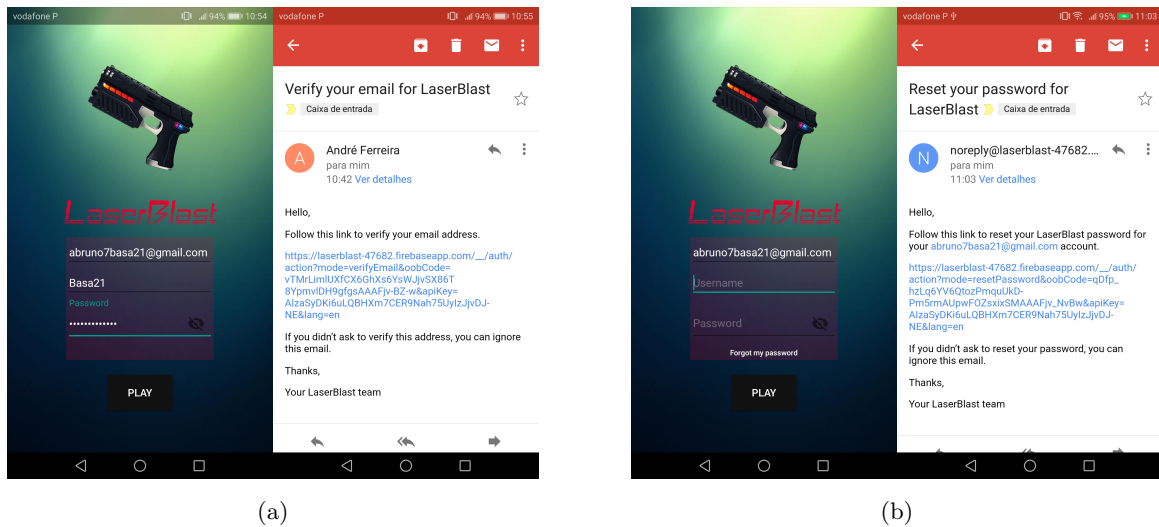 vodafone P 94% 10:54
LaserBlast
abruno7basa21@gmail.com
Basa21
Password
•••••••••••••
PLAY
vodafone P 94% 10:55
Verify your email for LaserBlast
Caixa de entrada
A
André Ferreira
para mim
10:42 Ver detalhes
Hello,
Follow this link to verify your email address.
https://laserblast-47682.firebaseapp.com/__/auth/
action?mode=verifyEmail&oobCode=
vTMrLimlUXfCX6GhXs6YsWJjvSX86T
8YpmvlDH9gfgsAAAFjv-BZ-w&apiKey=
AIzaSyDKi6uLQBHXm7CER9Nah75UyIzJjvDJ-
NE&lang=en
If you didn't ask to verify this address, you can ignore
this email.
Thanks,
Your LaserBlast team
(a)
LaserBlast
abruno7basa21@gmail.com
Username
Password
Forgot my password
PLAY
vodafone P 95% 11:03
Reset your password for
LaserBlast Caixa de entrada
N
noreply@laserblast-47682....
para mim
11:03 Ver detalhes
Hello,
Follow this link to reset your LaserBlast password for
your abruno7basa21@gmail.com account.
https://laserblast-47682.firebaseapp.com/__/auth/
action?mode=resetPassword&oobCode=qDfp_
hzLq6YV6QtozPmquUkD-
Pm5rmAUpwFOZsxixSMAAAFjv_NvBw&apiKey=
AIzaSyDKi6uLQBHXm7CER9Nah75UyIzJjvDJ-
NE&lang=en
If you didn't ask to reset your password, you can
ignore this email.
Thanks,
Your LaserBlast team
(b)